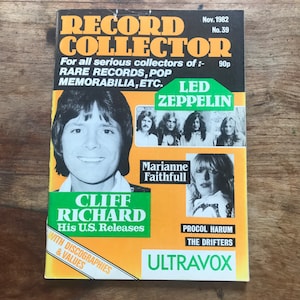 RECORD
COLLECTOR
Nov. 1982
No. 39
90p
For all serious collectors of :-
RARE RECORDS, POP
MEMORABILIA, ETC.
LED
ZEPPELIN
Marianne
Faithfull
CLIFF
RICHARD
His U.S. Releases
PROCOL HARUM
THE DRIFTERS
WITH DISCOGRAPHIES
& VALUES
ULTRAVOX